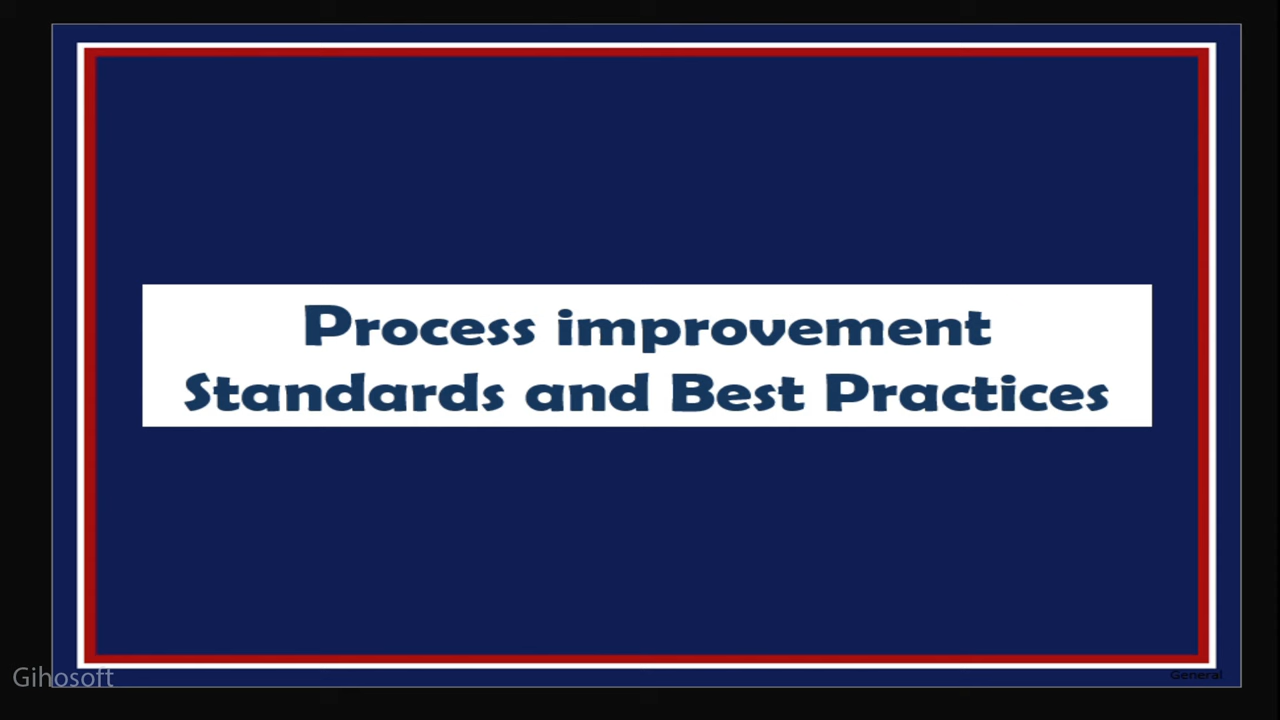 Process improvement
Standards and Best Practices
Gihosoft
General